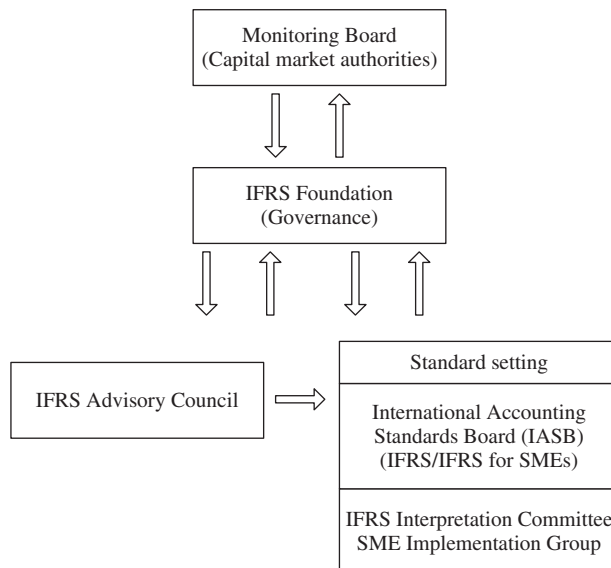 Monitoring Board
(Capital market authorities)
IFRS Foundation
(Governance)
IFRS Advisory Council
Standard setting
International Accounting
Standards Board (IASB)
(IFRS/IFRS for SMEs)
IFRS Interpretation Committee
SME Implementation Group